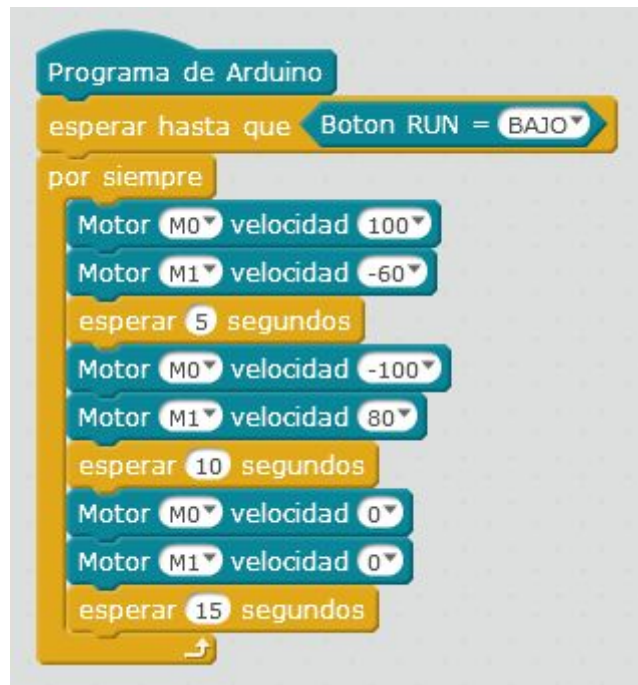 Programa de Arduino
esperar hasta que Boton RUN = BAJO
por siempre
Motor M0 velocidad 100
Motor M1 velocidad -60
esperar 5 segundos
Motor M0 velocidad -100
Motor M1 velocidad 80
esperar 10 segundos
Motor M0 velocidad 0
Motor M1 velocidad 0
esperar 15 segundos